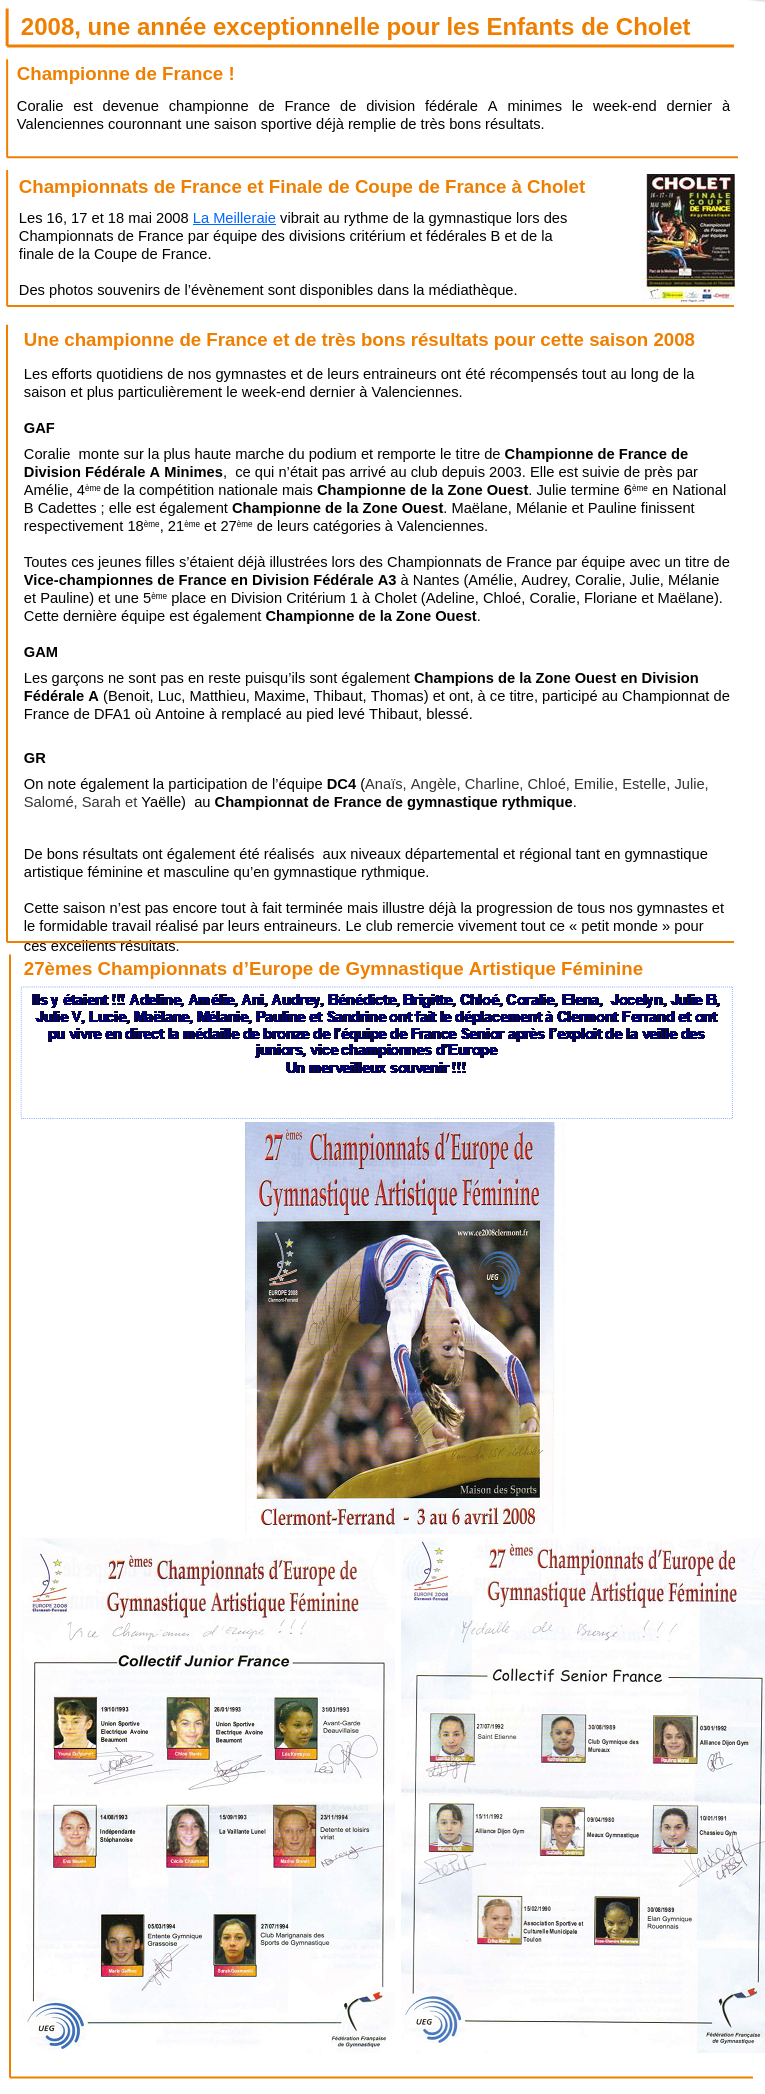 2008, une année exceptionnelle pour les Enfants de Cholet
Championne de France !
Coralie est devenue championne de France de division fédérale A minimes le week-end dernier à
Valenciennes couronnant une saison sportive déjà remplie de très bons résultats.
Championnats de France et Finale de Coupe de France à Cholet
Les 16, 17 et 18 mai 2008 La Meilleraie vibrait au rythme de la gymnastique lors des
Championnats de France par équipe des divisions critérium et fédérales B et de la
finale de la Coupe de France.
Des photos souvenirs de l’évènement sont disponibles dans la médiathèque.
CHOLET
16 - 17 - 18
MAI 2008
FINALE
COUPE
DE FRANCE
de gymnastique
Championnat
de France
par équipes
Une championne de France et de très bons résultats pour cette saison 2008
Les efforts quotidiens de nos gymnastes et de leurs entraineurs ont été récompensés tout au long de la
saison et plus particulièrement le week-end dernier à Valenciennes.
GAF
Coralie  monte sur la plus haute marche du podium et remporte le titre de Championne de France de
Division Fédérale A Minimes,  ce qui n’était pas arrivé au club depuis 2003. Elle est suivie de près par
Amélie, 4ème de la compétition nationale mais Championne de la Zone Ouest. Julie termine 6ème en National
B Cadettes ; elle est également Championne de la Zone Ouest. Maëlane, Mélanie et Pauline finissent
respectivement 18ème, 21ème et 27ème de leurs catégories à Valenciennes.
Toutes ces jeunes filles s’étaient déjà illustrées lors des Championnats de France par équipe avec un titre de
Vice-championnes de France en Division Fédérale A3 à Nantes (Amélie, Audrey, Coralie, Julie, Mélanie
et Pauline) et une 5ème place en Division Critérium 1 à Cholet (Adeline, Chloé, Coralie, Floriane et Maëlane).
Cette dernière équipe est également Championne de la Zone Ouest.
GAM
Les garçons ne sont pas en reste puisqu’ils sont également Champions de la Zone Ouest en Division
Fédérale A (Benoit, Luc, Matthieu, Maxime, Thibaut, Thomas) et ont, à ce titre, participé au Championnat de
France de DFA1 où Antoine à remplacé au pied levé Thibaut, blessé.
GR
On note également la participation de l’équipe DC4 (Anaïs, Angèle, Charline, Chloé, Emilie, Estelle, Julie,
Salomé, Sarah et Yaëlle)  au Championnat de France de gymnastique rythmique.
De bons résultats ont également été réalisés  aux niveaux départemental et régional tant en gymnastique
artistique féminine et masculine qu’en gymnastique rythmique.
Cette saison n’est pas encore tout à fait terminée mais illustre déjà la progression de tous nos gymnastes et
le formidable travail réalisé par leurs entraineurs. Le club remercie vivement tout ce « petit monde » pour
ces excellents résultats.
27èmes Championnats d’Europe de Gymnastique Artistique Féminine
Ils y étaient !!! Adeline, Amélie, Ani, Audrey, Bénédicte, Brigitte, Chloé, Coralie, Elena,  Jocelyn, Julie B,
Julie V, Lucie, Maëlane, Mélanie, Pauline et Sandrine ont fait le déplacement à Clermont Ferrand et ont
pu vivre en direct la médaille de bronze de l’équipe de France Senior après l’exploit de la veille des
juniors, vice championnes d’Europe
Un merveilleux souvenir !!!
27 èmes Championnats d’Europe de
Gymnastique Artistique Féminine
www.ce2008clermont.fr
EUROPE 2008
Clermont-Ferrand
UEG
Maison des Sports
Clermont-Ferrand - 3 au 6 avril 2008
EUROPE 2008
Clermont-Ferrand
27 èmes Championnats d’Europe de
Gymnastique Artistique Féminine
Vice Championnes d’Europe !!!
Collectif Junior France
19/10/1993
Union Sportive
Electrique Avoine
Beaumont
26/01/1993
Union Sportive
Electrique Avoine
Beaumont
31/03/1993
Avant-Garde
Deauvillaise
14/08/1993
Indépendante
Stéphanoise
15/09/1993
La Vaillante Lunel
23/11/1994
Detente et loisirs
viriat
05/03/1994
Entente Gymnique
Grassoise
27/07/1994
Club Marignanais des
Sports de Gymnastique
UEG
Fédération Française
de Gymnastique
EUROPE 2008
Clermont-Ferrand
27 èmes Championnats d’Europe de
Gymnastique Artistique Féminine
Medaille de Bronze !!!
Collectif Senior France
27/07/1992
Saint Etienne
30/08/1989
Club Gymnique des
Mureaux
03/01/1992
Alliance Dijon Gym
15/11/1992
Alliance Dijon Gym
09/04/1980
Meaux Gymnastique
10/01/1991
Chassieu Gym
15/02/1990
Association Sportive et
Culturelle Municipale
Toulon
30/08/1989
Elan Gymnique
Rouennais
UEG
Fédération Française
de Gymnastique